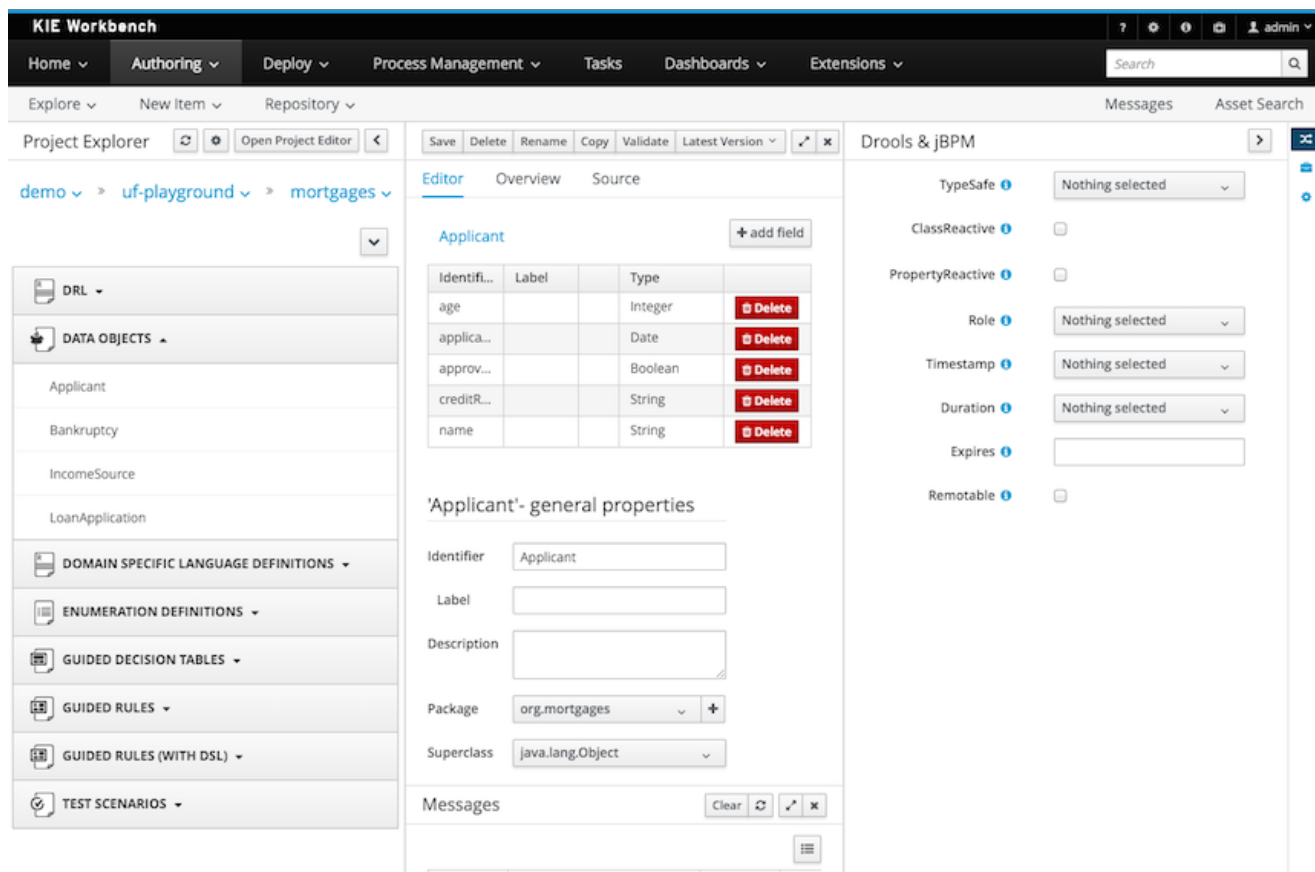 KIE Workbench
? admin
Home Authoring Deploy Process Management Tasks Dashboards Extensions Search
Explore New Item Repository Messages Asset Search
Project Explorer Open Project Editor
demo » uf-playground » mortgages
DRL
DATA OBJECTS
Applicant
Bankruptcy
IncomeSource
LoanApplication
DOMAIN SPECIFIC LANGUAGE DEFINITIONS
ENUMERATION DEFINITIONS
GUIDED DECISION TABLES
GUIDED RULES
GUIDED RULES (WITH DSL)
TEST SCENARIOS
Save Delete Rename Copy Validate Latest Version
Editor Overview Source
Applicant + add field
Identifi... Label Type
age Integer Delete
applica... Date Delete
approv... Boolean Delete
creditR... String Delete
name String Delete
'Applicant'- general properties
Identifier Applicant
Label
Description
Package org.mortgages +
Superclass java.lang.Object
Messages Clear
Drools & jBPM
TypeSafe Nothing selected
ClassReactive
PropertyReactive
Role Nothing selected
Timestamp Nothing selected
Duration Nothing selected
Expires
Remotable